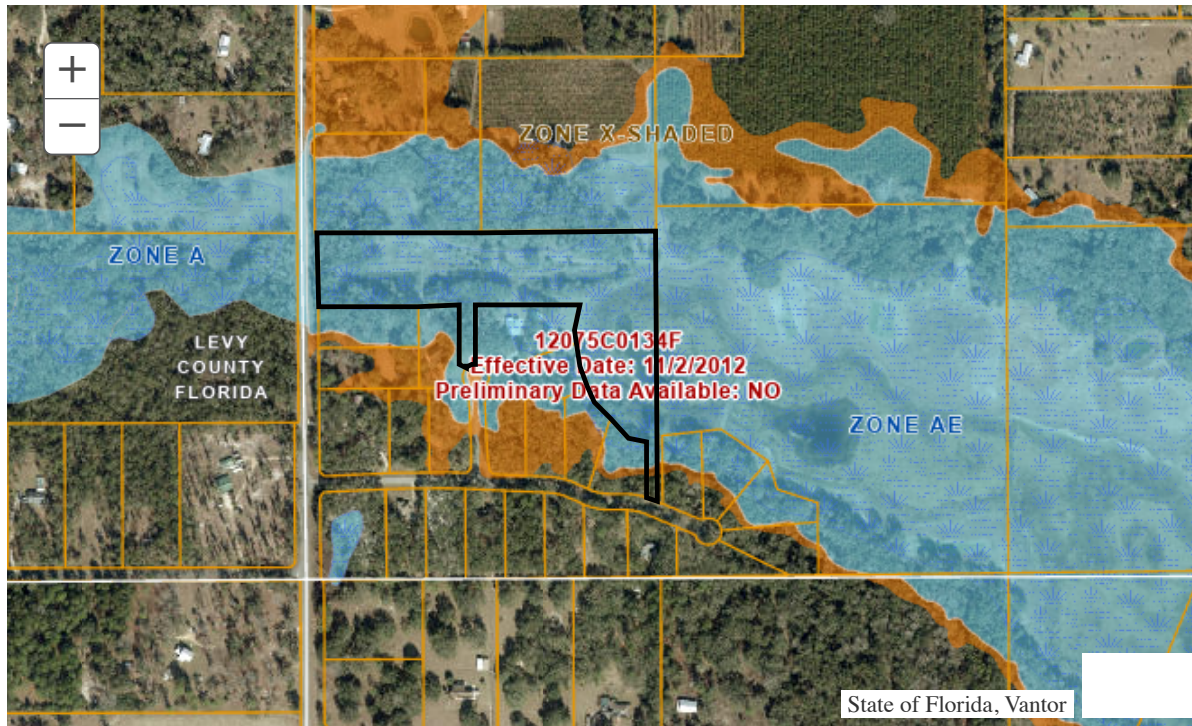 +
−
ZONE X-SHADED
ZONE A
LEVY
COUNTY
FLORIDA
12075C0134F
Effective Date: 11/2/2012
Preliminary Data Available: NO
ZONE AE
State of Florida, Vantor